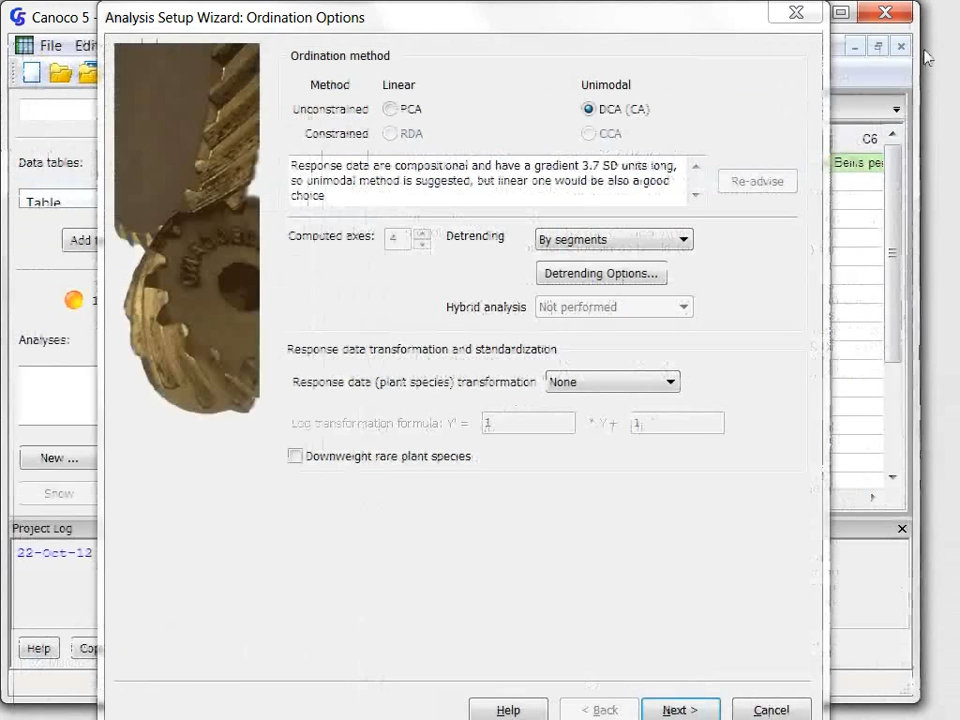 Canoco 5 -
Analysis Setup Wizard: Ordination Options
File Edi
Ordination method
Method Linear Unimodal
Unconstrained PCA DCA (CA)
Constrained RDA CCA
C6
Data tables:
Bellis pe
Response data are compositional and have a gradient 3.7 SD units long,
so unimodal method is suggested, but linear one would be also a good
choice
Re-advise
Table
Computed axes: 4 Detrending By segments
Add t
Detrending Options...
1
Hybrid analysis Not performed
Analyses:
Response data transformation and standardization
Response data (plant species) transformation None
Log transformation formula: Y' = 1 * Y + 1
New ...
Downweight rare plant species
Show
Project Log
22-Oct-12
Help Cop
Help < Back Next > Cancel